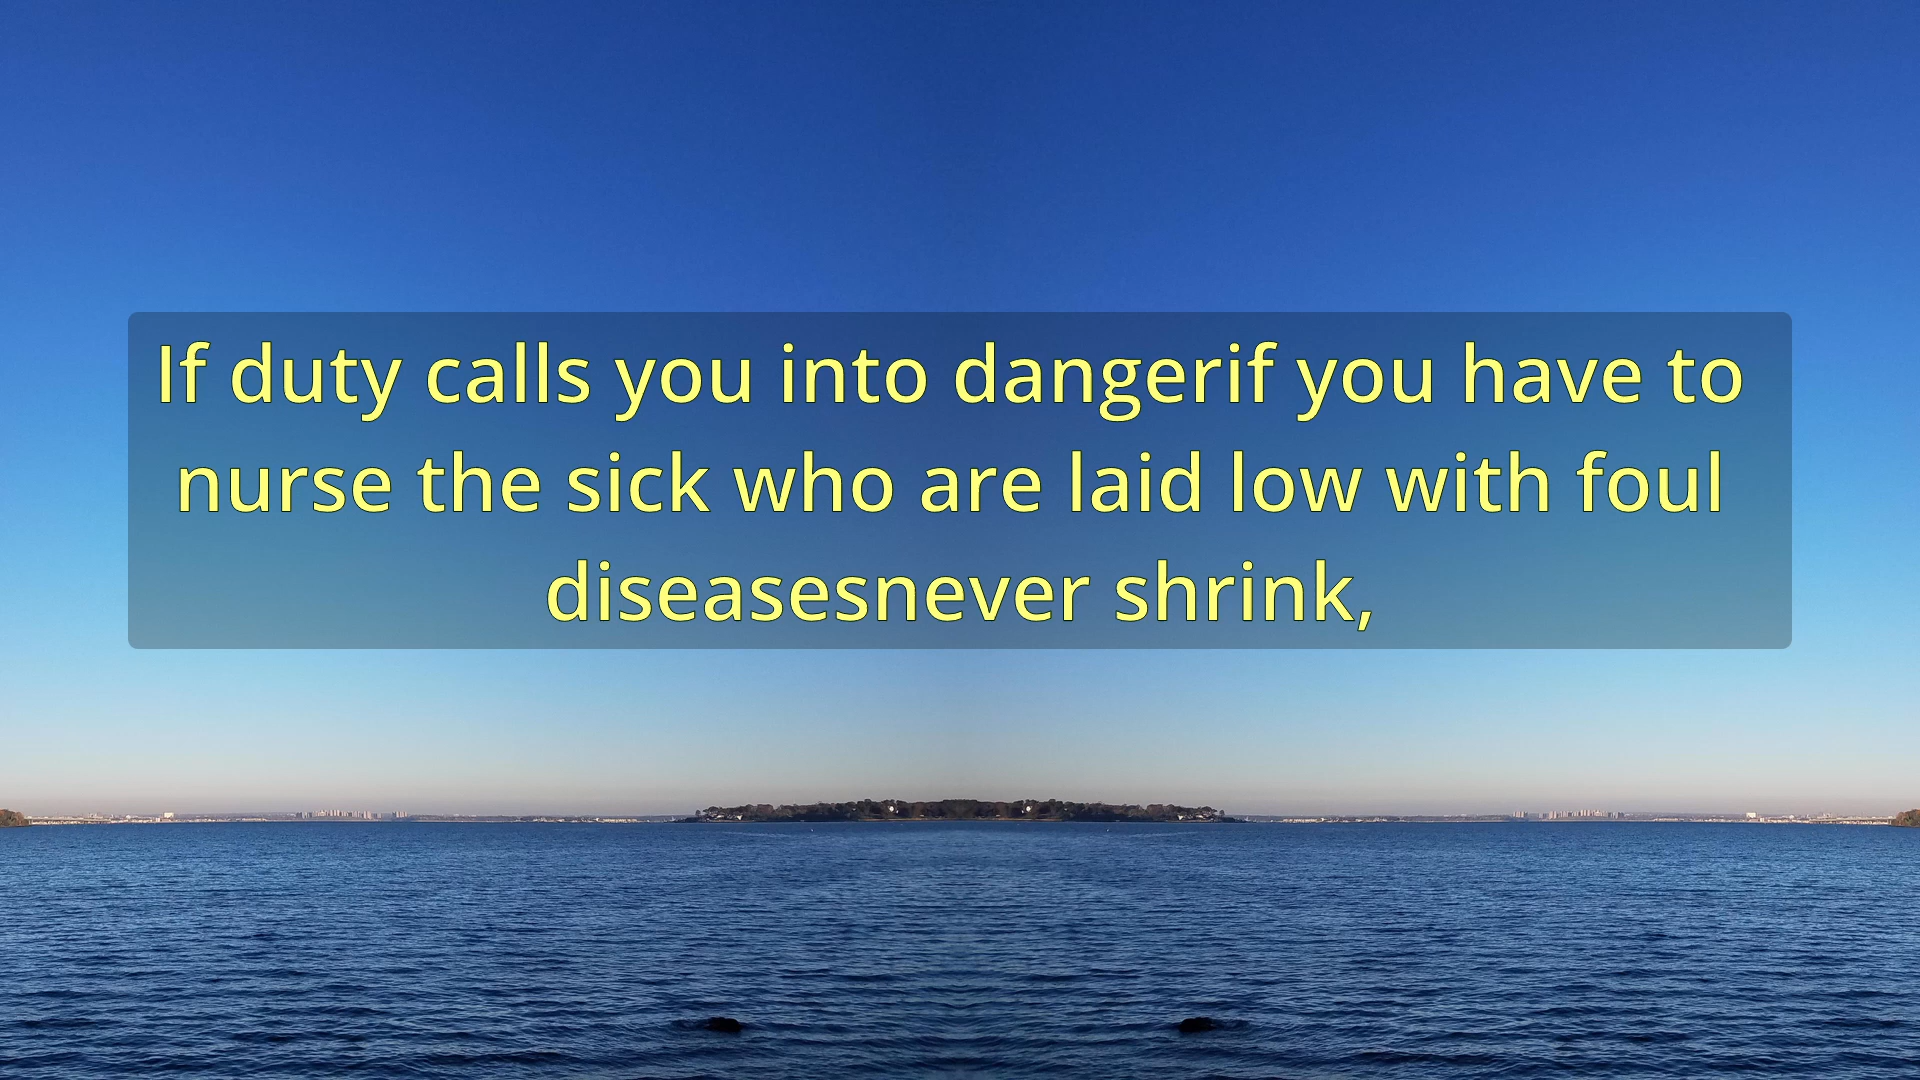 If duty calls you into dangerif you have to
nurse the sick who are laid low with foul
diseasesnever shrink,